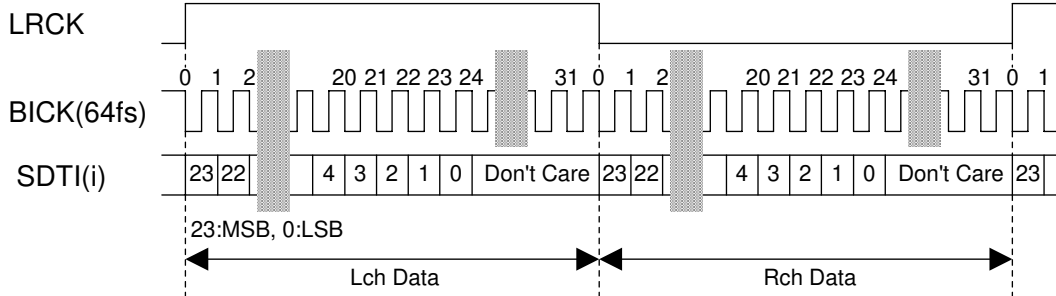 LRCK
0 1 2 20 21 22 23 24 31 0 1 2 20 21 22 23 24 31 0 1
BICK(64fs)
SDTI(i) 23 22 4 3 2 1 0 Don't Care 23 22 4 3 2 1 0 Don't Care 23
23:MSB, 0:LSB
Lch Data Rch Data